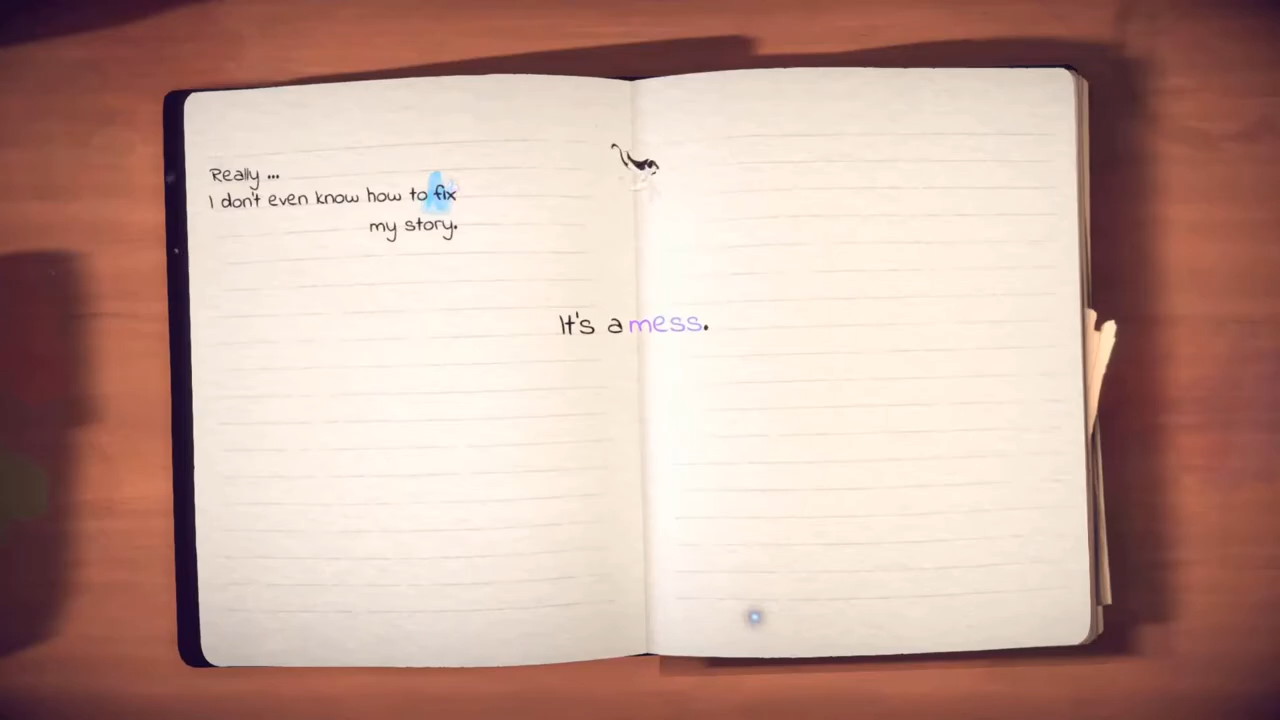 Really ...
I don't even know how to fix
my story.
It's a mess.